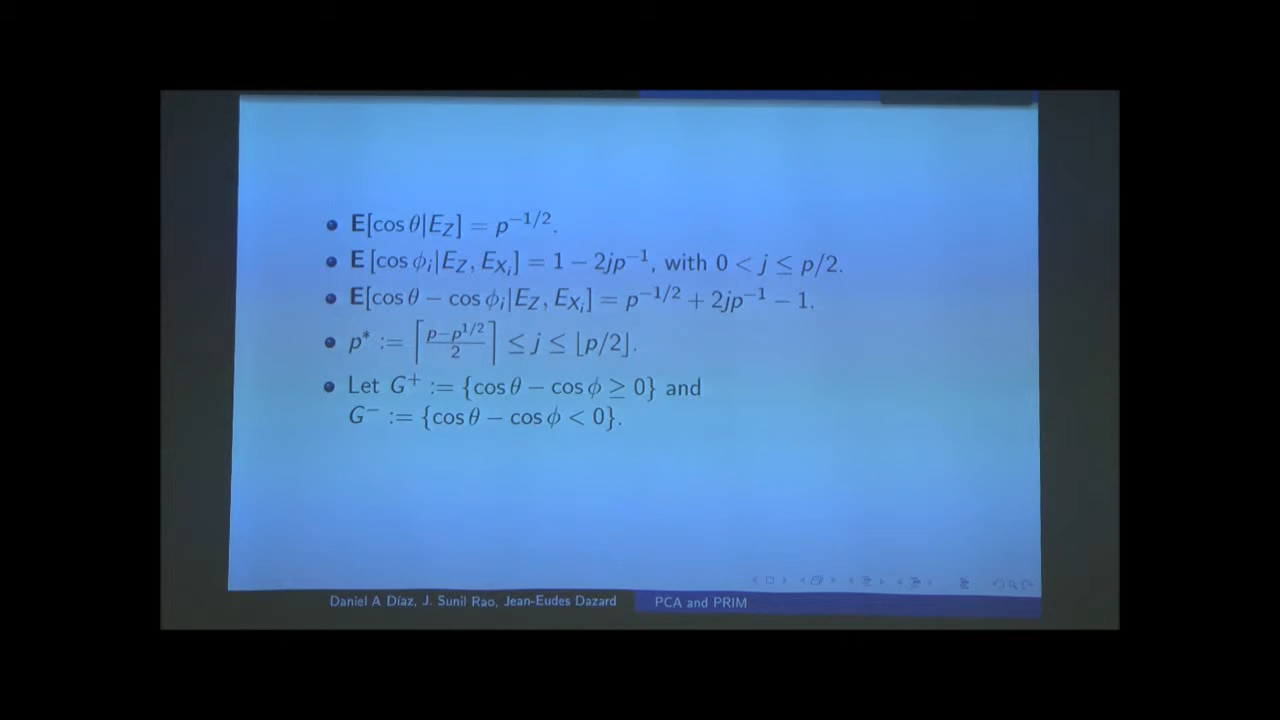 E[cos θ|E_Z] = p^{-1/2}.
E [cos ϕ_i|E_Z, E_{X_i}] = 1 − 2jp^{-1}, with 0 < j ≤ p/2.
E[cos θ − cos ϕ_i|E_Z, E_{X_i}] = p^{-1/2} + 2jp^{-1} − 1.
p* := ⌈(p−p^{1/2})/2⌉ ≤ j ≤ ⌊p/2⌋.
Let G⁺ := {cos θ − cos ϕ ≥ 0} and
G⁻ := {cos θ − cos ϕ < 0}.
Daniel A Díaz, J. Sunil Rao, Jean-Eudes Dazard PCA and PRIM